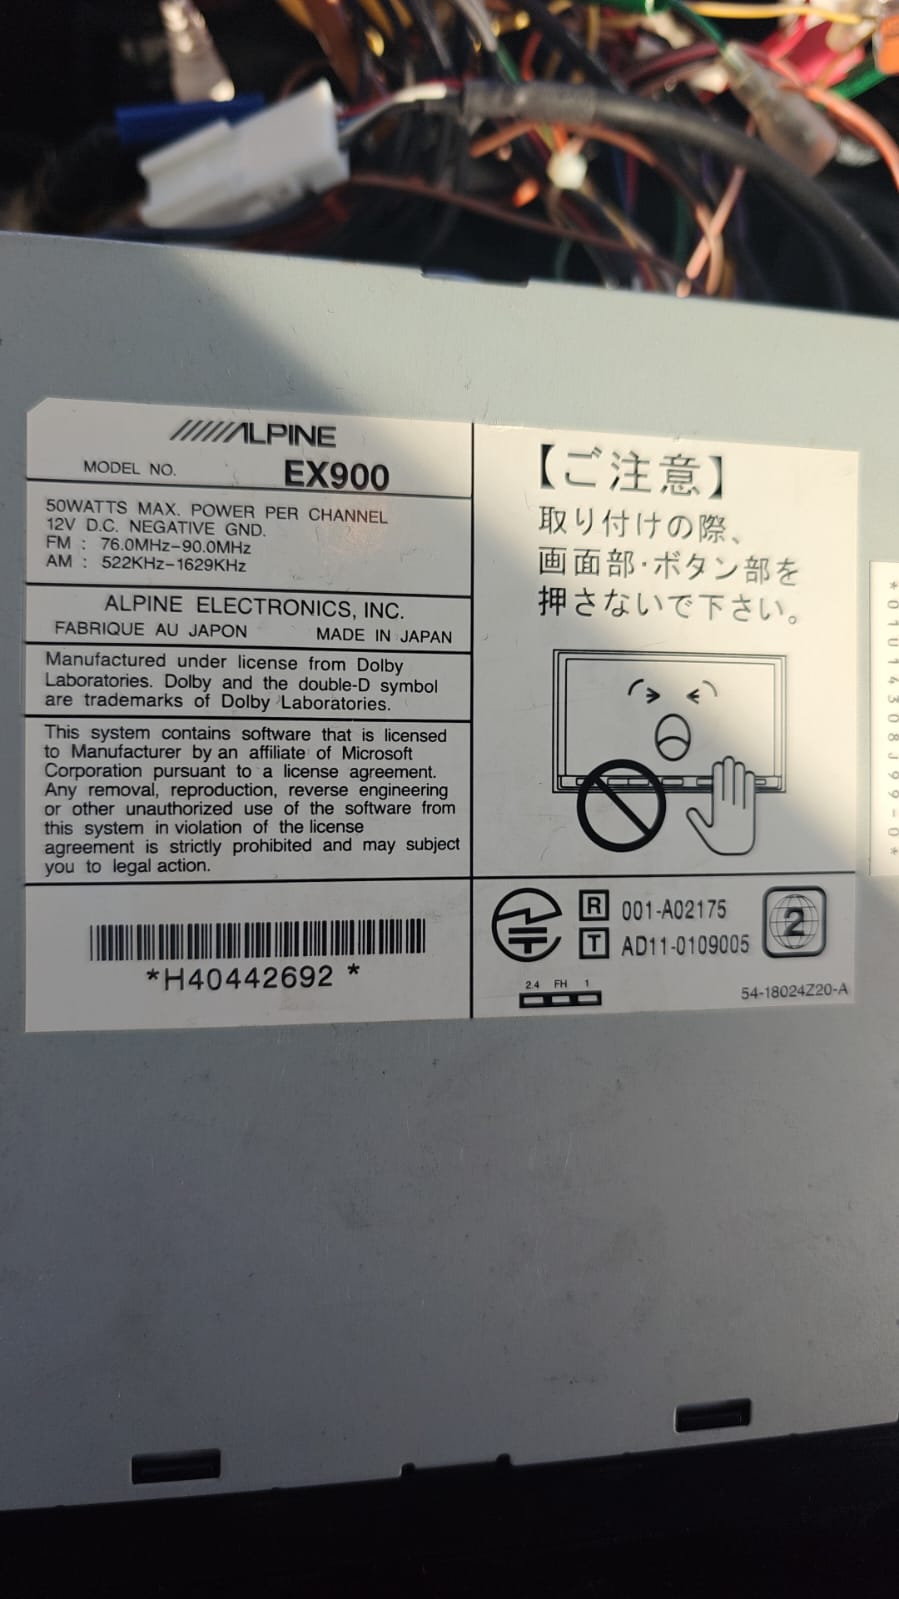 ALPINE
MODEL NO. EX900
50WATTS MAX. POWER PER CHANNEL
12V D.C. NEGATIVE GND.
FM : 76.0MHz-90.0MHz
AM : 522KHz-1629KHz
ALPINE ELECTRONICS, INC.
FABRIQUE AU JAPON MADE IN JAPAN
Manufactured under license from Dolby
Laboratories. Dolby and the double-D symbol
are trademarks of Dolby Laboratories.
This system contains software that is licensed
to Manufacturer by an affiliate of Microsoft
Corporation pursuant to a license agreement.
Any removal, reproduction, reverse engineering
or other unauthorized use of the software from
this system in violation of the license
agreement is strictly prohibited and may subject
you to legal action.
*H40442692 *
【ご注意】
取り付けの際、
画面部・ボタン部を
押さないで下さい。
R 001-A02175
T AD11-0109005
2
2.4 FH 1
54-18024Z20-A
*01014308J99-0*